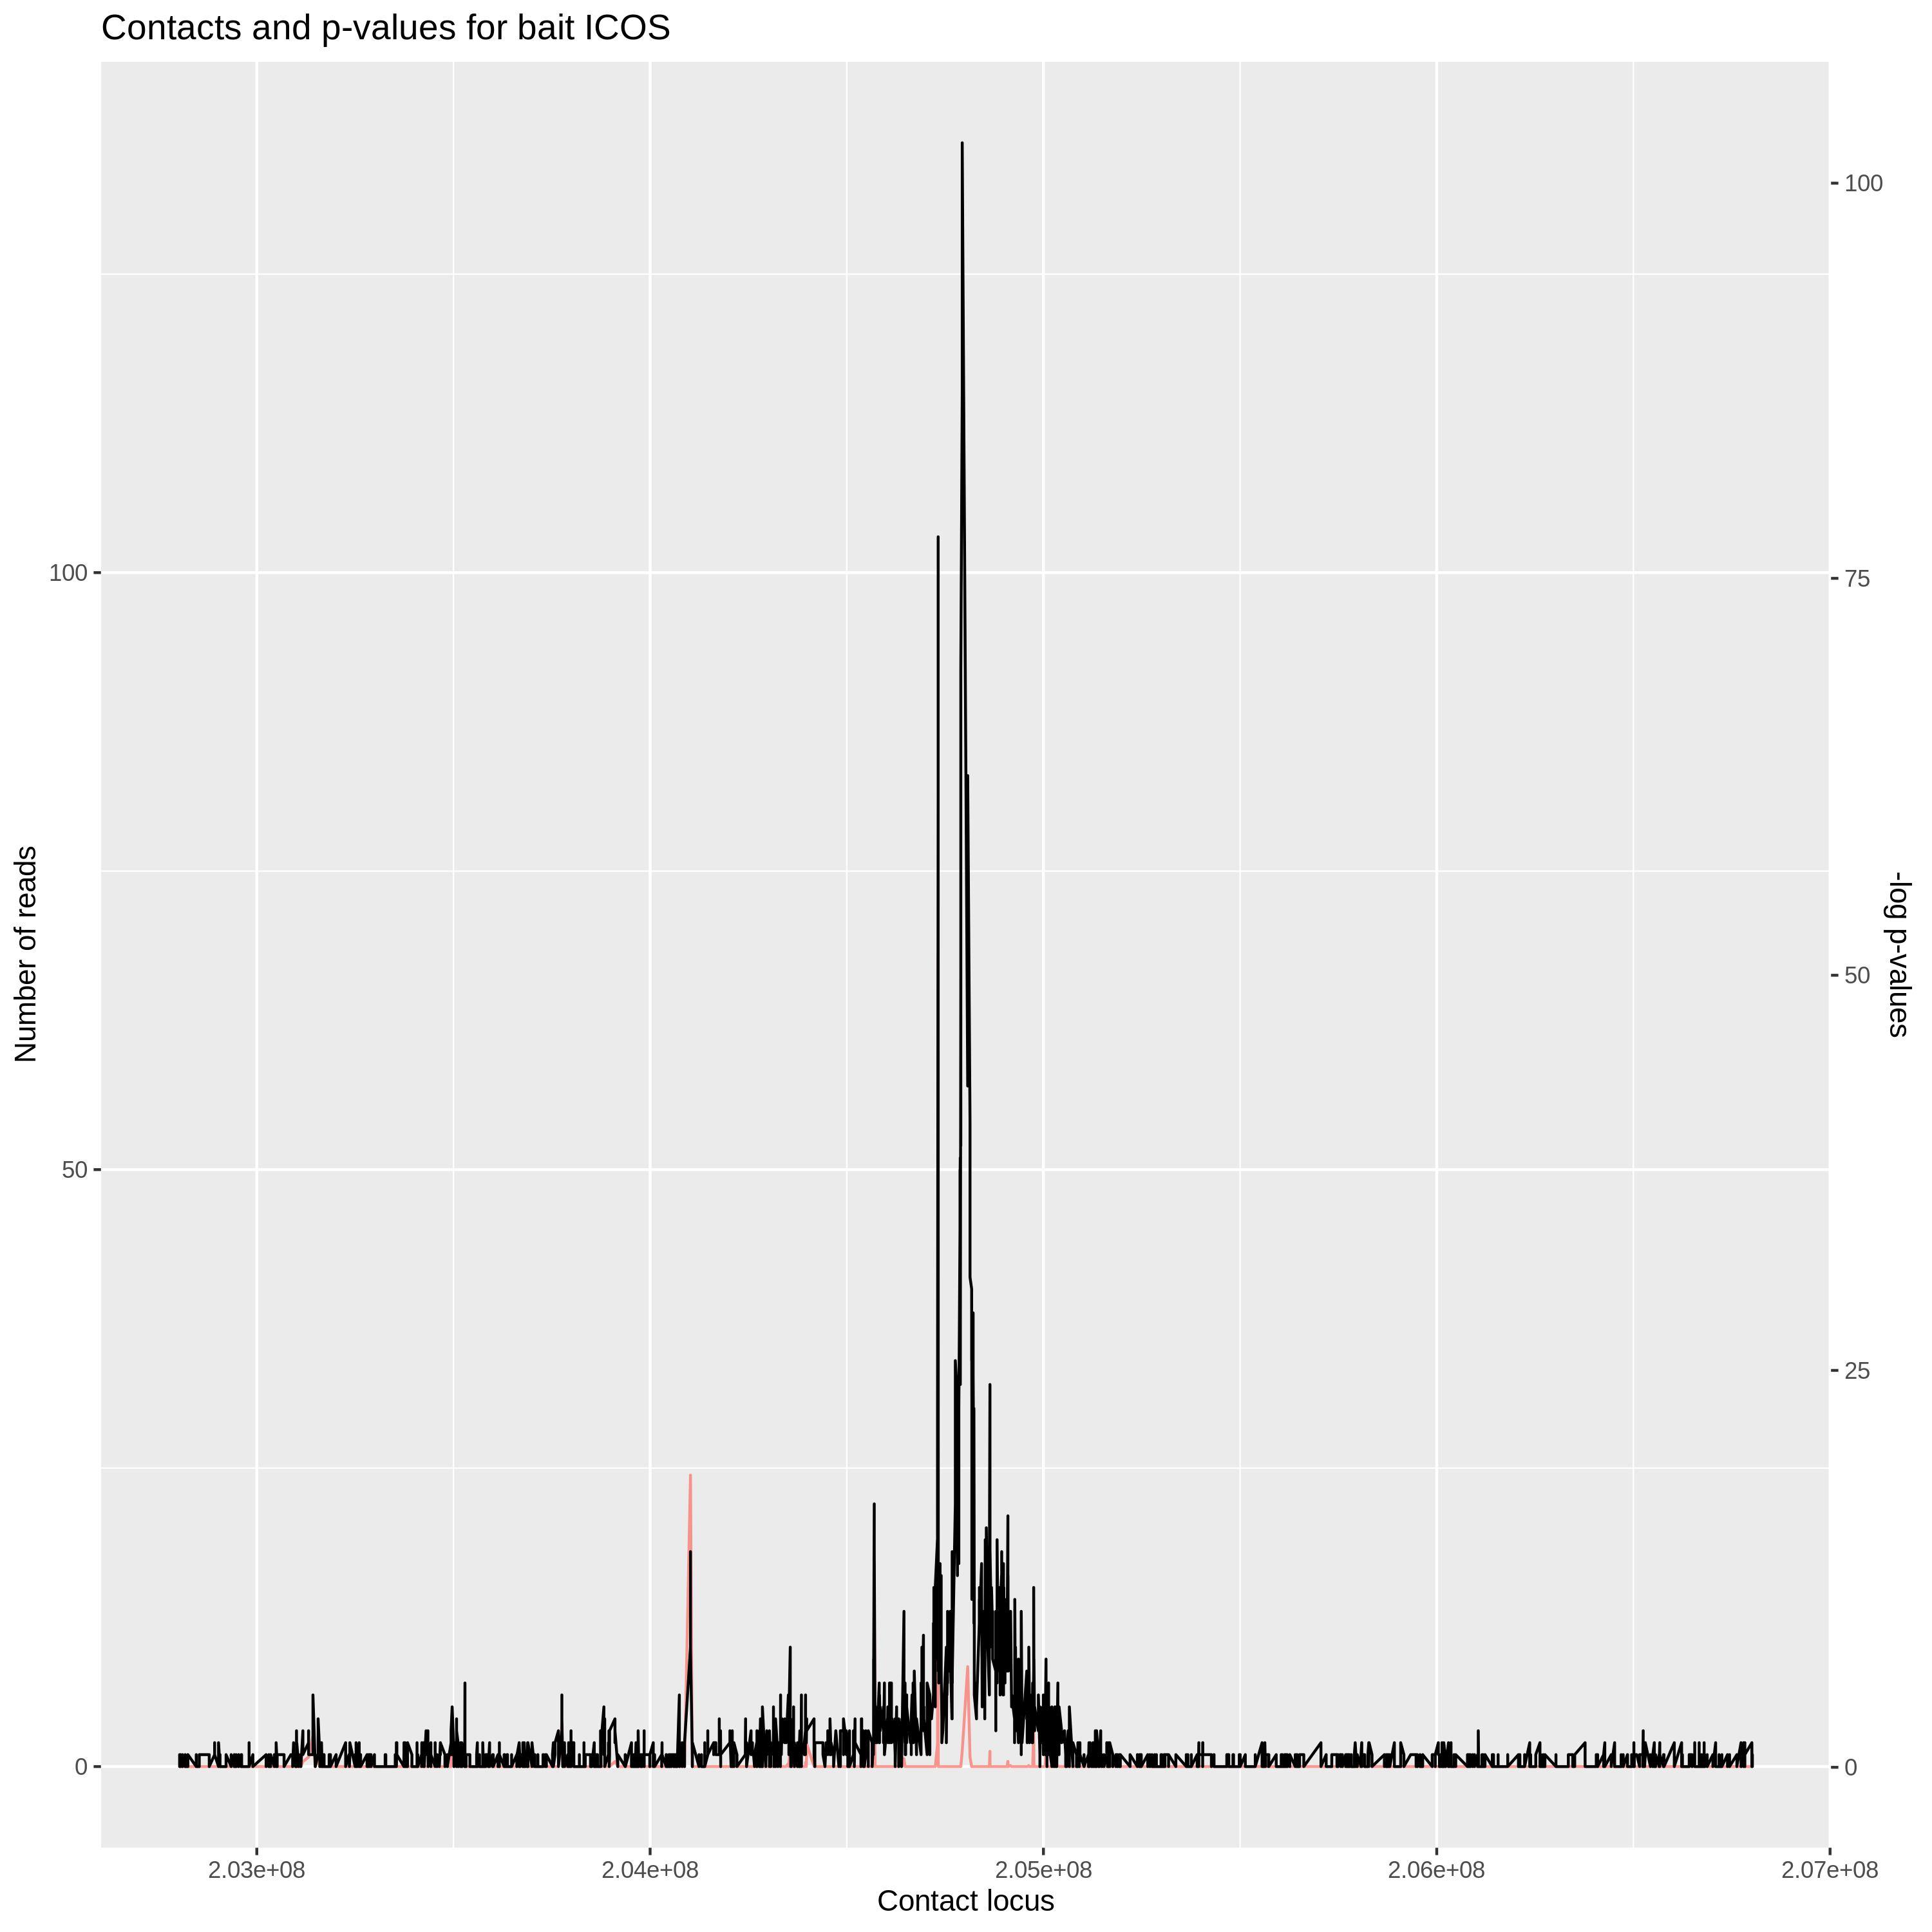 Contacts and p-values for bait ICOS
100
50
0
Number of reads
100
75
50
25
0
-log p-values
2.03e+08 2.04e+08 2.05e+08 2.06e+08 2.07e+08
Contact locus